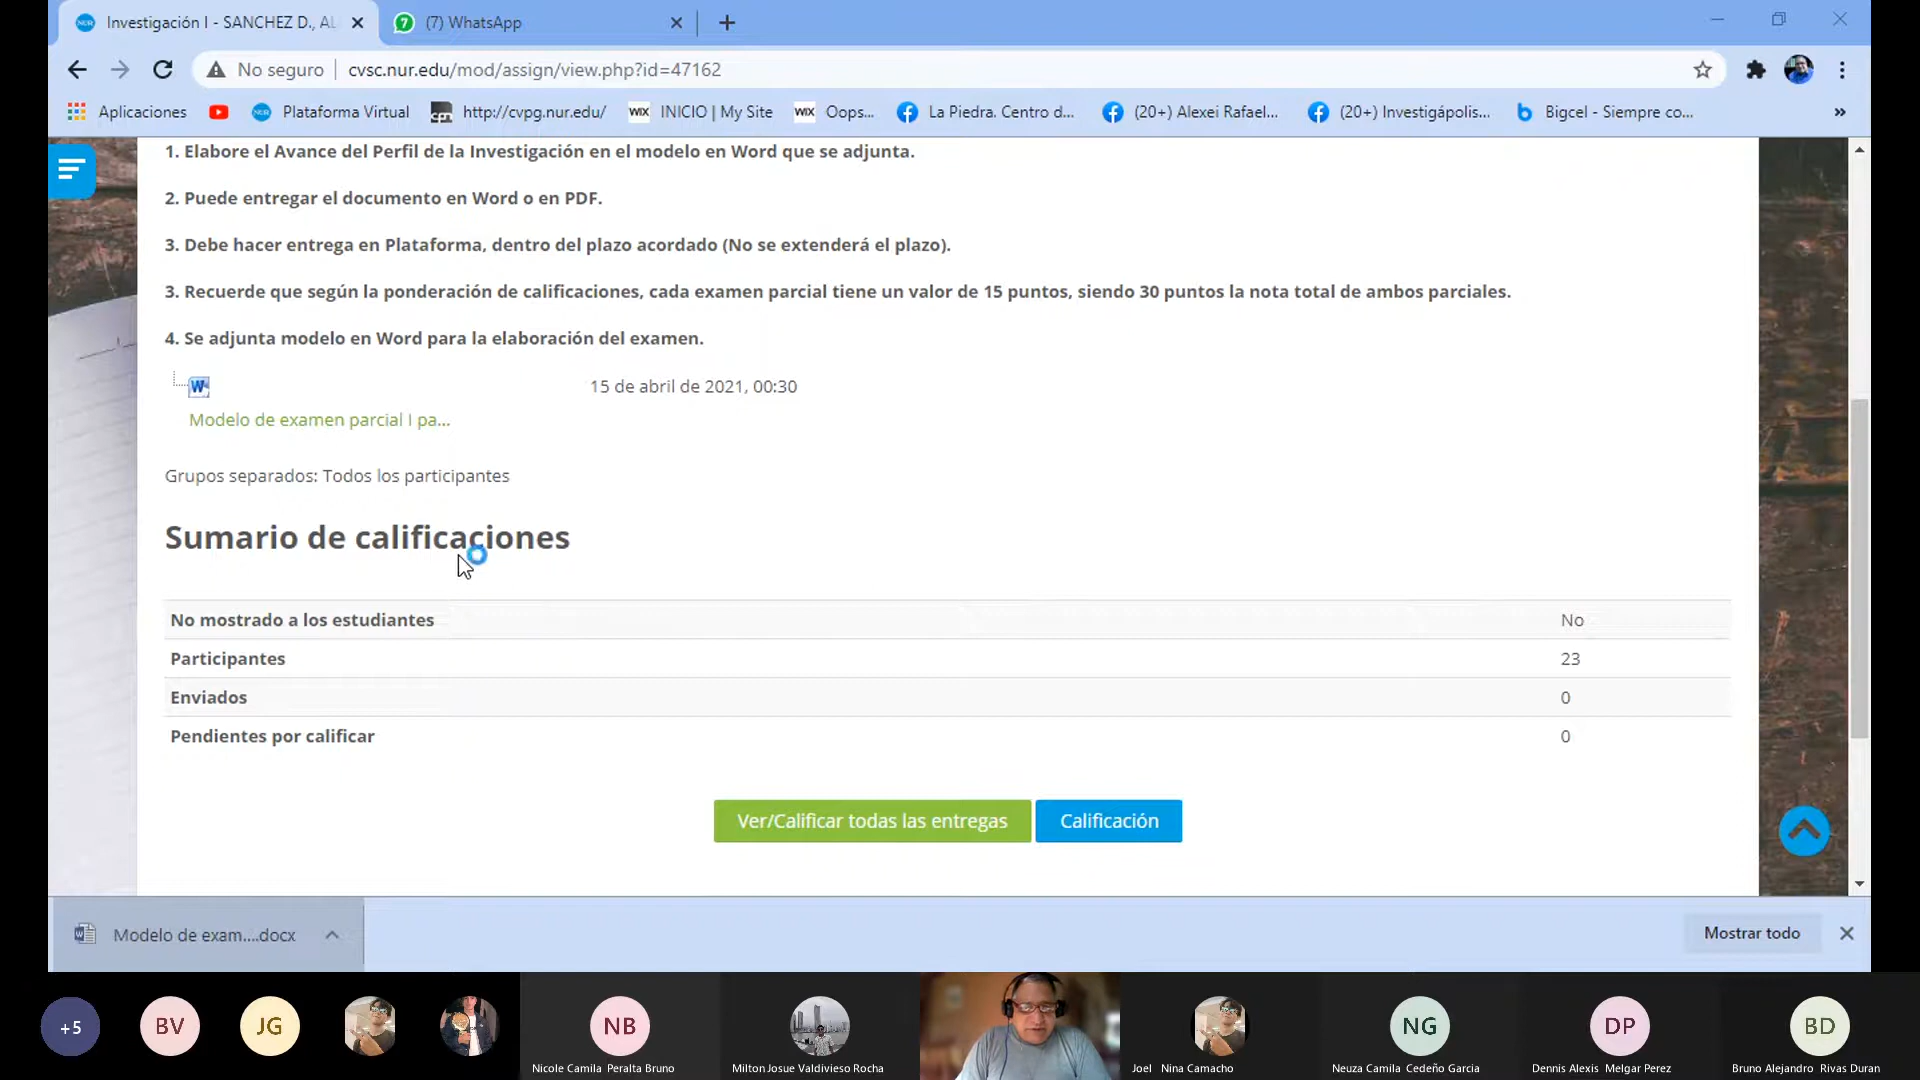 Investigación I - SANCHEZ D., AL
(7) WhatsApp
No seguro
cvsc.nur.edu/mod/assign/view.php?id=47162
Aplicaciones
Plataforma Virtual
http://cvpg.nur.edu/
WIX INICIO | My Site
WIX Oops...
La Piedra. Centro d...
(20+) Alexei Rafael...
(20+) Investigápolis...
Bigcel - Siempre co...
1. Elabore el Avance del Perfil de la Investigación en el modelo en Word que se adjunta.
2. Puede entregar el documento en Word o en PDF.
3. Debe hacer entrega en Plataforma, dentro del plazo acordado (No se extenderá el plazo).
3. Recuerde que según la ponderación de calificaciones, cada examen parcial tiene un valor de 15 puntos, siendo 30 puntos la nota total de ambos parciales.
4. Se adjunta modelo en Word para la elaboración del examen.
15 de abril de 2021, 00:30
Modelo de examen parcial I pa...
Grupos separados: Todos los participantes
Sumario de calificaciones
No mostrado a los estudiantes No
Participantes 23
Enviados 0
Pendientes por calificar 0
Ver/Calificar todas las entregas
Calificación
Modelo de exam....docx
Mostrar todo
+5
BV
JG
NB
NG
DP
BD
Nicole Camila Peralta Bruno
Milton Josue Valdivieso Rocha
Joel Nina Camacho
Neuza Camila Cedeño Garcia
Dennis Alexis Melgar Perez
Bruno Alejandro Rivas Duran